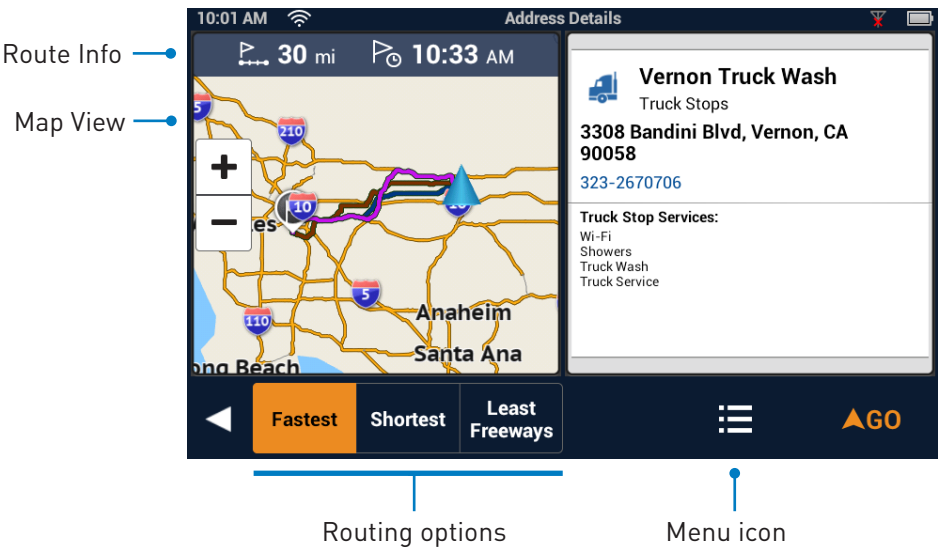 10:01 AM
Address Details
Route Info
30 mi
10:33 AM
Map View
5
210
10
10
5
110
es
Anaheim
Santa Ana
ong Beach
+
−
Vernon Truck Wash
Truck Stops
3308 Bandini Blvd, Vernon, CA
90058
323-2670706
Truck Stop Services:
Wi-Fi
Showers
Truck Wash
Truck Service
Fastest
Shortest
Least
Freeways
GO
Routing options
Menu icon